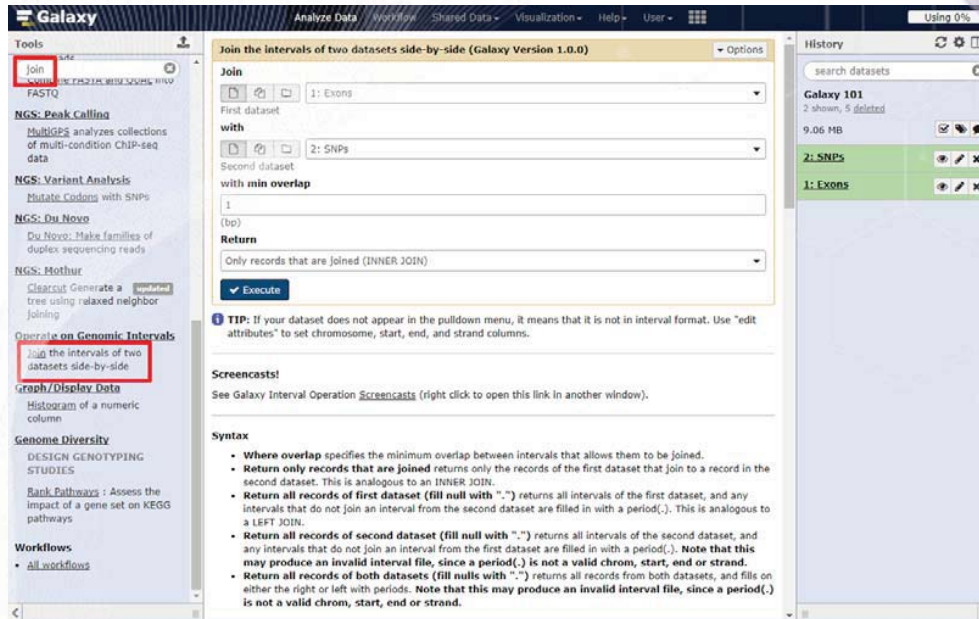 Galaxy
Analyze Data Workflow Shared Data Visualization Help User
Using 0%
Tools
join
Combine FASTA and QUAL into
FASTQ
NGS: Peak Calling
MultiGPS analyzes collections
of multi-condition ChIP-seq
data
NGS: Variant Analysis
Mutate Codons with SNPs
NGS: Du Novo
Du Novo: Make families of
duplex sequencing reads
NGS: Mothur
Clearcut Generate a updated
tree using relaxed neighbor
joining
Operate on Genomic Intervals
Join the intervals of two
datasets side-by-side
Graph/Display Data
Histogram of a numeric
column
Genome Diversity
DESIGN GENOTYPING
STUDIES
Rank Pathways : Assess the
impact of a gene set on KEGG
pathways
Workflows
• All workflows
Join the intervals of two datasets side-by-side (Galaxy Version 1.0.0)
Options
Join
1: Exons
First dataset
with
2: SNPs
Second dataset
with min overlap
1
(bp)
Return
Only records that are joined (INNER JOIN)
Execute
TIP: If your dataset does not appear in the pulldown menu, it means that it is not in interval format. Use "edit
attributes" to set chromosome, start, end, and strand columns.
Screencasts!
See Galaxy Interval Operation Screencasts (right click to open this link in another window).
Syntax
• Where overlap specifies the minimum overlap between intervals that allows them to be joined.
• Return only records that are joined returns only the records of the first dataset that join to a record in the
second dataset. This is analogous to an INNER JOIN.
• Return all records of first dataset (fill null with ".") returns all intervals of the first dataset, and any
intervals that do not join an interval from the second dataset are filled in with a period(.). This is analogous to
a LEFT JOIN.
• Return all records of second dataset (fill null with ".") returns all intervals of the second dataset, and
any intervals that do not join an interval from the first dataset are filled in with a period(.). Note that this
may produce an invalid interval file, since a period(.) is not a valid chrom, start, end or strand.
• Return all records of both datasets (fill nulls with ".") returns all records from both datasets, and fills on
either the right or left with periods. Note that this may produce an invalid interval file, since a period(.)
is not a valid chrom, start, end or strand.
History
search datasets
Galaxy 101
2 shown, 5 deleted
9.06 MB
2: SNPs
1: Exons